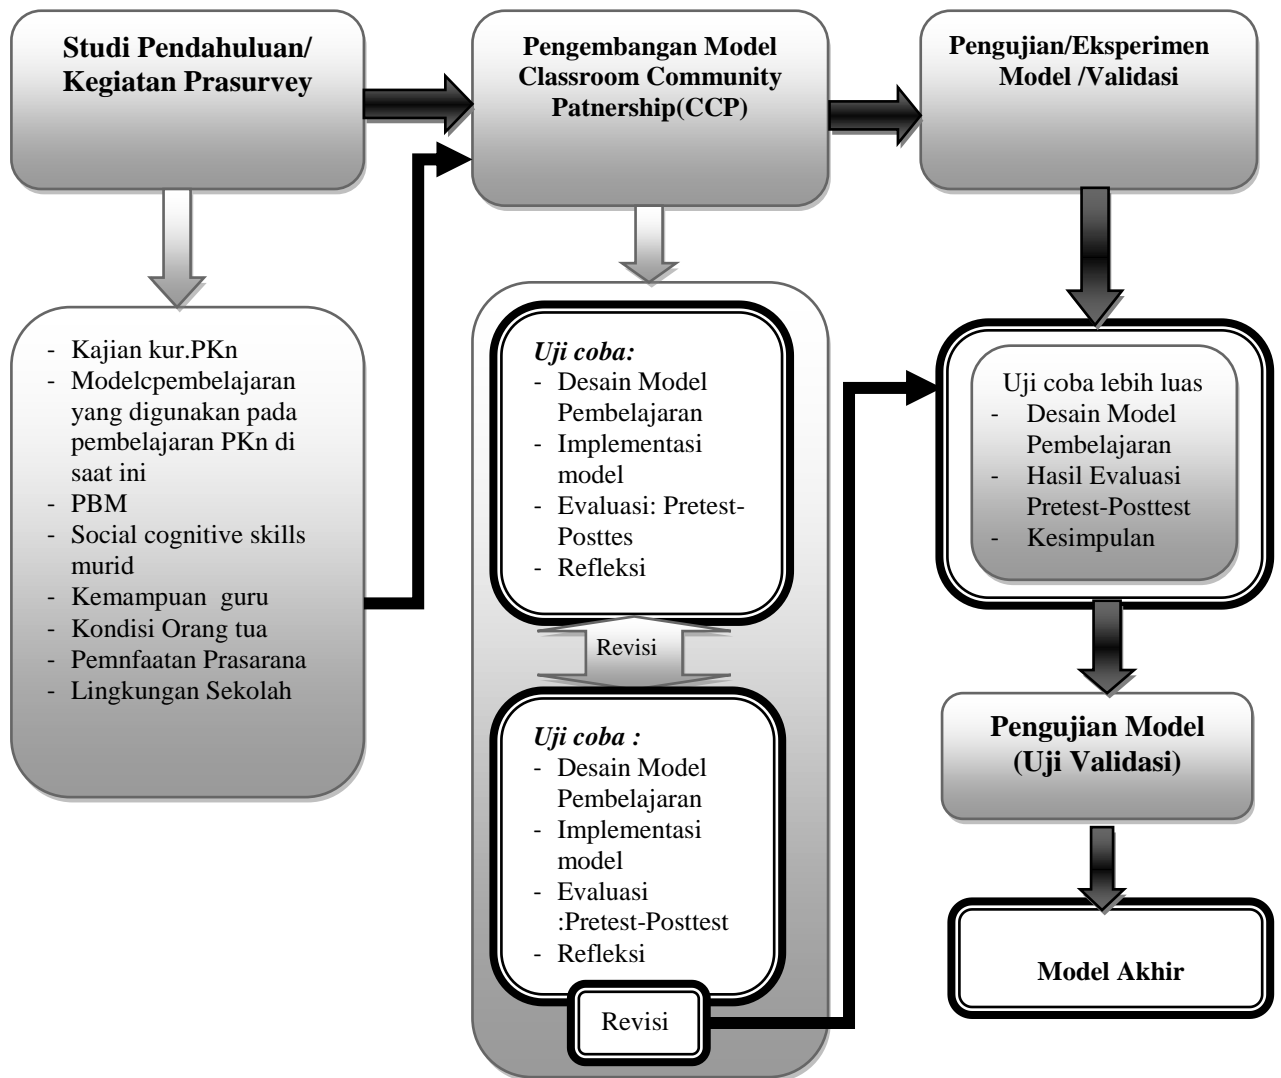 Studi Pendahuluan/
Kegiatan Prasurvey
Pengembangan Model
Classroom Community
Patnership(CCP)
Pengujian/Eksperimen
Model /Validasi
- Kajian kur.PKn
- Modelcpembelajaran
yang digunakan pada
pembelajaran PKn di
saat ini
- PBM
- Social cognitive skills
murid
- Kemampuan guru
- Kondisi Orang tua
- Pemnfaatan Prasarana
- Lingkungan Sekolah
Uji coba:
- Desain Model
Pembelajaran
- Implementasi
model
- Evaluasi: Pretest-
Posttes
- Refleksi
Revisi
Uji coba :
- Desain Model
Pembelajaran
- Implementasi
model
- Evaluasi
:Pretest-Posttest
- Refleksi
Revisi
Uji coba lebih luas
- Desain Model
Pembelajaran
- Hasil Evaluasi
Pretest-Posttest
- Kesimpulan
Pengujian Model
(Uji Validasi)
Model Akhir